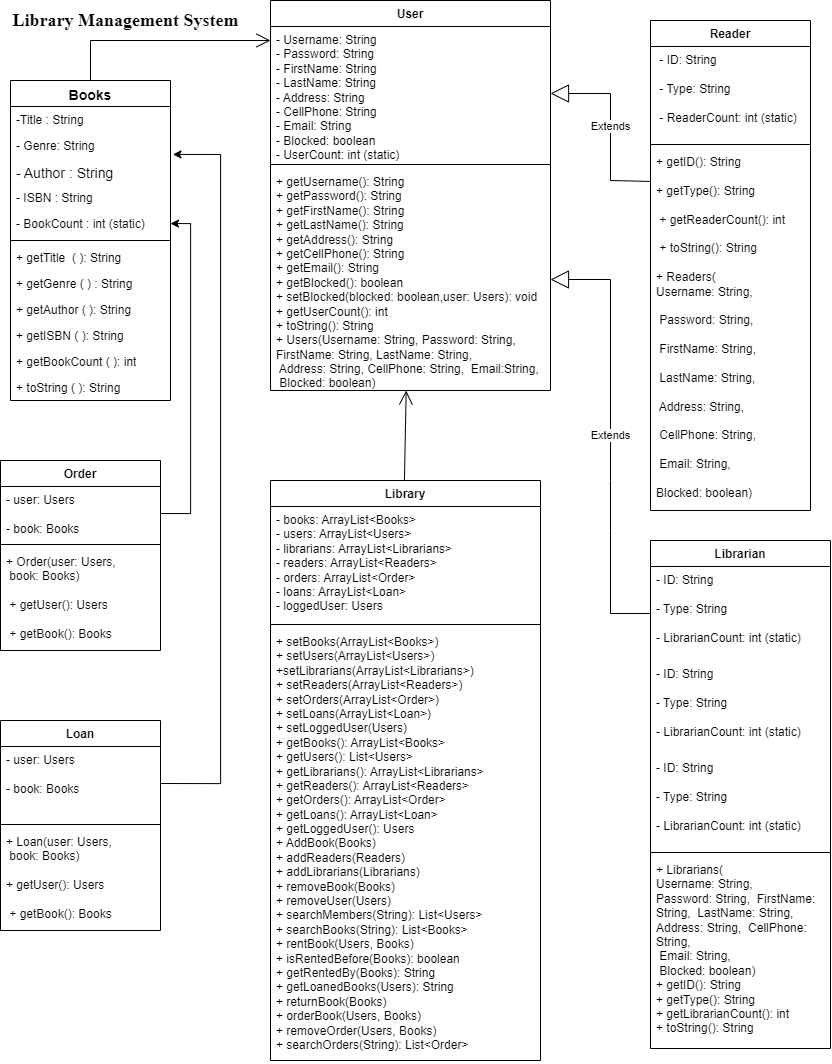 Library Management System
User
- Username: String
- Password: String
- FirstName: String
- LastName: String
- Address: String
- CellPhone: String
- Email: String
- Blocked: boolean
- UserCount: int (static)
+ getUsername(): String
+ getPassword(): String
+ getFirstName(): String
+ getLastName(): String
+ getAddress(): String
+ getCellPhone(): String
+ getEmail(): String
+ getBlocked(): boolean
+ setBlocked(blocked: boolean,user: Users): void
+ getUserCount(): int
+ toString(): String
+ Users(Username: String, Password: String,
FirstName: String, LastName: String,
Address: String, CellPhone: String,  Email:String,
Blocked: boolean)
Books
-Title : String
- Genre: String
- Author : String
- ISBN : String
- BookCount : int (static)
+ getTitle  ( ): String
+ getGenre ( ) : String
+ getAuthor ( ): String
+ getISBN ( ): String
+ getBookCount ( ): int
+ toString ( ): String
Reader
- ID: String
- Type: String
- ReaderCount: int (static)
+ getID(): String
+ getType(): String
+ getReaderCount(): int
+ toString(): String
+ Readers(
Username: String,
Password: String,
FirstName: String,
LastName: String,
Address: String,
CellPhone: String,
Email: String,
Blocked: boolean)
Extends
Extends
Order
- user: Users
- book: Books
+ Order(user: Users,
book: Books)
+ getUser(): Users
+ getBook(): Books
Loan
- user: Users
- book: Books
+ Loan(user: Users,
book: Books)
+ getUser(): Users
+ getBook(): Books
Library
- books: ArrayList<Books>
- users: ArrayList<Users>
- librarians: ArrayList<Librarians>
- readers: ArrayList<Readers>
- orders: ArrayList<Order>
- loans: ArrayList<Loan>
- loggedUser: Users
+ setBooks(ArrayList<Books>)
+ setUsers(ArrayList<Users>)
+setLibrarians(ArrayList<Librarians>)
+ setReaders(ArrayList<Readers>)
+ setOrders(ArrayList<Order>)
+ setLoans(ArrayList<Loan>)
+ setLoggedUser(Users)
+ getBooks(): ArrayList<Books>
+ getUsers(): List<Users>
+ getLibrarians(): ArrayList<Librarians>
+ getReaders(): ArrayList<Readers>
+ getOrders(): ArrayList<Order>
+ getLoans(): ArrayList<Loan>
+ getLoggedUser(): Users
+ AddBook(Books)
+ addReaders(Readers)
+ addLibrarians(Librarians)
+ removeBook(Books)
+ removeUser(Users)
+ searchMembers(String): List<Users>
+ searchBooks(String): List<Books>
+ rentBook(Users, Books)
+ isRentedBefore(Books): boolean
+ getRentedBy(Books): String
+ getLoanedBooks(Users): String
+ returnBook(Books)
+ orderBook(Users, Books)
+ removeOrder(Users, Books)
+ searchOrders(String): List<Order>
Librarian
- ID: String
- Type: String
- LibrarianCount: int (static)
- ID: String
- Type: String
- LibrarianCount: int (static)
- ID: String
- Type: String
- LibrarianCount: int (static)
+ Librarians(
Username: String,
Password: String,  FirstName:
String,  LastName: String,
Address: String,  CellPhone:
String,
Email: String,
Blocked: boolean)
+ getID(): String
+ getType(): String
+ getLibrarianCount(): int
+ toString(): String